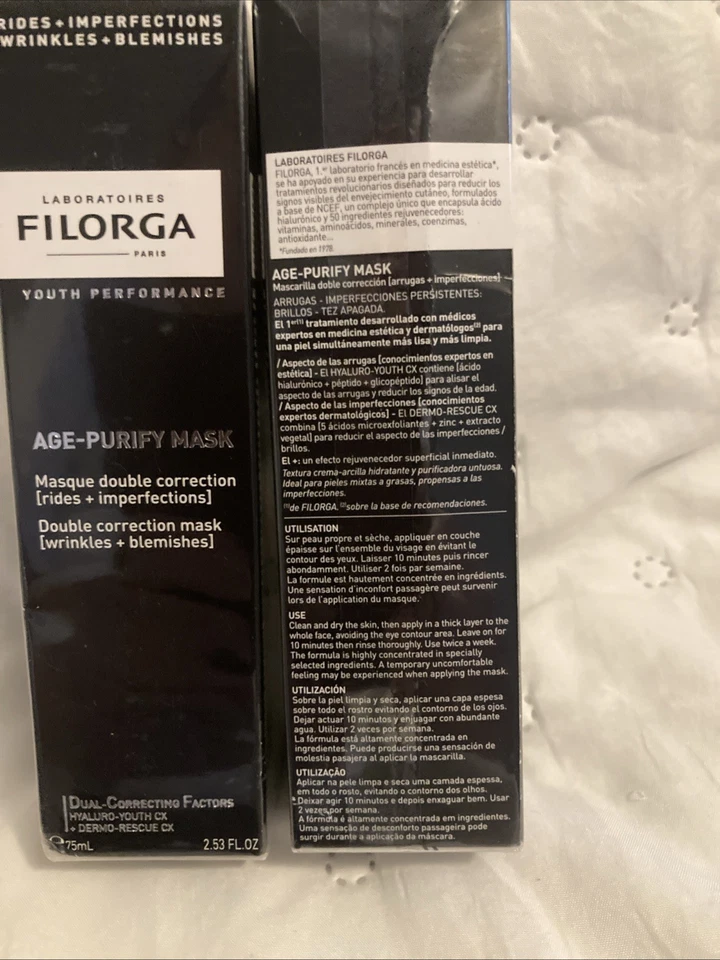 RIDES + IMPERFECTIONS
WRINKLES + BLEMISHES
LABORATOIRES
FILORGA
PARIS
YOUTH PERFORMANCE
AGE-PURIFY MASK
Masque double correction
[rides + imperfections]
Double correction mask
[wrinkles + blemishes]
DUAL-CORRECTING FACTORS
HYALURO-YOUTH CX
+ DERMO-RESCUE CX
75mL 2.53 FL.OZ
LABORATOIRES FILORGA
FILORGA, 1.er laboratorio francés en medicina estética*,
se ha apoyado en su experiencia para desarrollar
tratamientos revolucionarios diseñados para reducir los
signos visibles del envejecimiento cutáneo, formulados
a base de NCEF, un complejo único que encapsula ácido
hialurónico y 50 ingredientes rejuvenecedores:
vitaminas, aminoácidos, minerales, coenzimas,
antioxidante...
*Fundado en 1978.
AGE-PURIFY MASK
Mascarilla doble corrección [arrugas + imperfecciones]
ARRUGAS - IMPERFECCIONES PERSISTENTES:
BRILLOS - TEZ APAGADA.
El 1er(1) tratamiento desarrollado con médicos
expertos en medicina estética y dermatólogos(2) para
una piel simultáneamente más lisa y más limpia.
/ Aspecto de las arrugas [conocimientos expertos en
estética] - El HYALURO-YOUTH CX contiene [ácido
hialurónico + péptido + glicopéptido] para alisar el
aspecto de las arrugas y reducir los signos de la edad.
/ Aspecto de las imperfecciones [conocimientos
expertos dermatológicos] - El DERMO-RESCUE CX
combina [5 ácidos microexfoliantes + zinc + extracto
vegetal] para reducir el aspecto de las imperfecciones /
brillos.
El +: un efecto rejuvenecedor superficial inmediato.
Textura crema-arcilla hidratante y purificadora untuosa.
Ideal para pieles mixtas a grasas, propensas a las
imperfecciones.
(1)de FILORGA. (2)sobre la base de recomendaciones.
UTILISATION
Sur peau propre et sèche, appliquer en couche
épaisse sur l'ensemble du visage en évitant le
contour des yeux. Laisser 10 minutes puis rincer
abondamment. Utiliser 2 fois par semaine.
La formule est hautement concentrée en ingrédients.
Une sensation d'inconfort passagère peut survenir
lors de l'application du masque.
USE
Clean and dry the skin, then apply in a thick layer to the
whole face, avoiding the eye contour area. Leave on for
10 minutes then rinse thoroughly. Use twice a week.
The formula is highly concentrated in specially
selected ingredients. A temporary uncomfortable
feeling may be experienced when applying the mask.
UTILIZACIÓN
Sobre la piel limpia y seca, aplicar una capa espesa
sobre todo el rostro evitando el contorno de los ojos.
Dejar actuar 10 minutos y enjuagar con abundante
agua. Utilizar 2 veces por semana.
La fórmula está altamente concentrada en
ingredientes. Puede producirse una sensación de
molestia pasajera al aplicar la mascarilla.
UTILIZAÇÃO
Aplicar na pele limpa e seca uma camada espessa,
em todo o rosto, evitando o contorno dos olhos.
Deixar agir 10 minutos e depois enxaguar bem. Usar
2 vezes por semana.
A fórmula é altamente concentrada em ingredientes.
Uma sensação de desconforto passageira pode
surgir durante a aplicação da máscara.